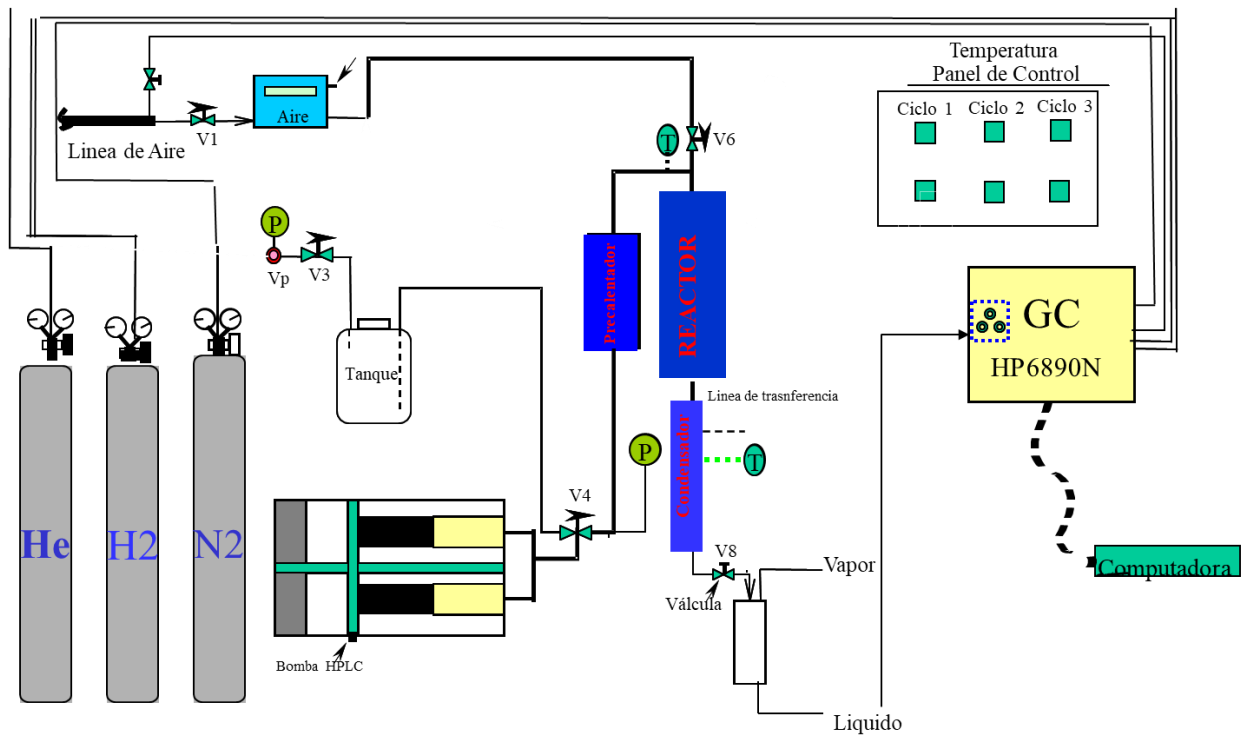 Temperatura
Panel de Control
Ciclo 1
Ciclo 2
Ciclo 3
Aire
V1
Linea de Aire
T
V6
P
Vp
V3
Precalentador
REACTOR
GC
HP6890N
Tanque
Linea de trasnferencia
Condensador
P
T
V4
He
H2
N2
V8
Válcula
Vapor
Computadora
Bomba HPLC
Liquido